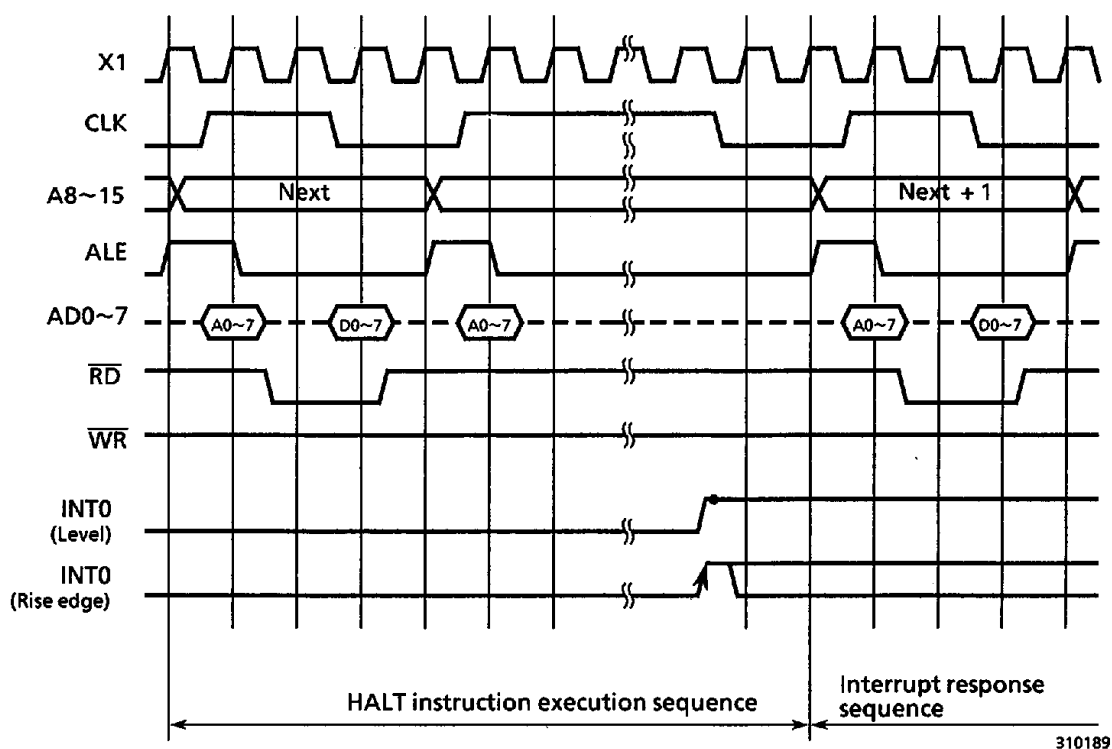 X1
CLK
A8~15
Next
Next + 1
ALE
AD0~7
A0~7
D0~7
A0~7
A0~7
D0~7
RD
WR
INT0
(Level)
INT0
(Rise edge)
HALT instruction execution sequence
Interrupt response
sequence
310189